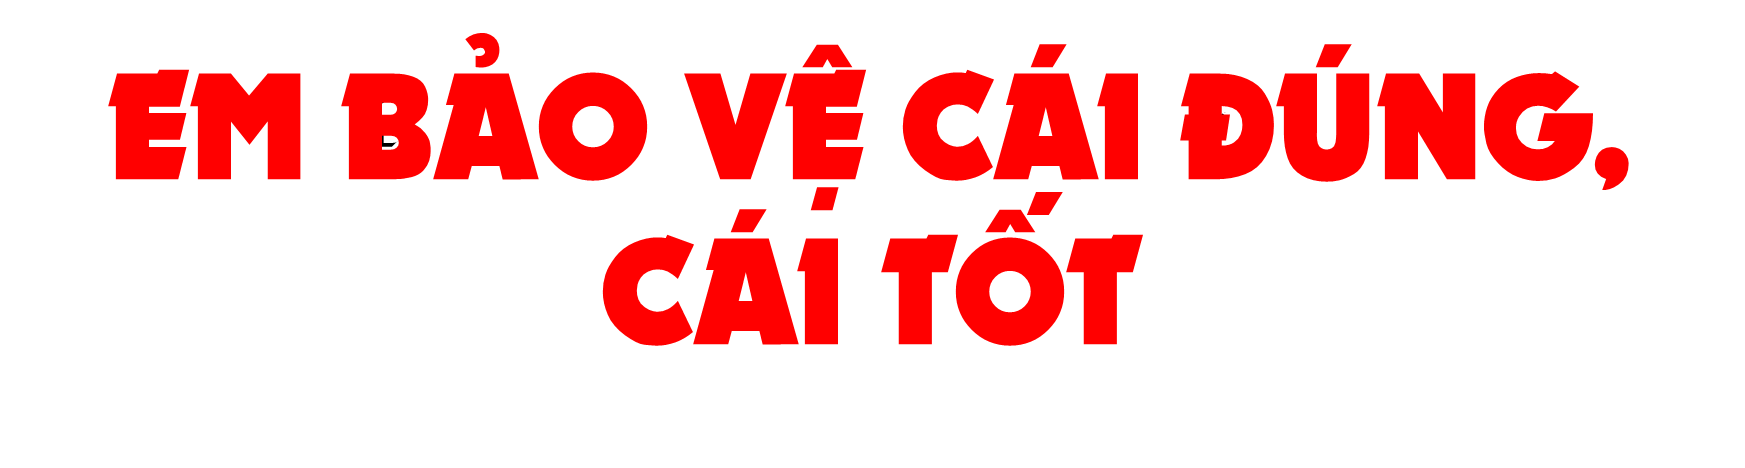 EM BẢO VỆ CÁI ĐÚNG,
CÁI TỐT